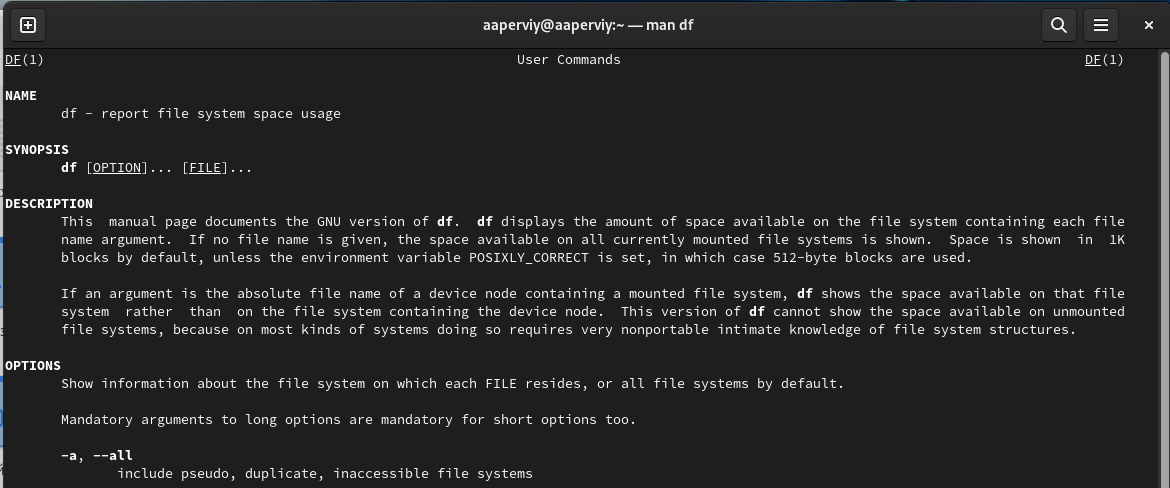 aaperviy@aaperviy:~ — man df
DF(1) User Commands DF(1)
NAME
df - report file system space usage
SYNOPSIS
df [OPTION]... [FILE]...
DESCRIPTION
This manual page documents the GNU version of df. df displays the amount of space available on the file system containing each file
name argument. If no file name is given, the space available on all currently mounted file systems is shown. Space is shown in 1K
blocks by default, unless the environment variable POSIXLY_CORRECT is set, in which case 512-byte blocks are used.
If an argument is the absolute file name of a device node containing a mounted file system, df shows the space available on that file
system rather than on the file system containing the device node. This version of df cannot show the space available on unmounted
file systems, because on most kinds of systems doing so requires very nonportable intimate knowledge of file system structures.
OPTIONS
Show information about the file system on which each FILE resides, or all file systems by default.
Mandatory arguments to long options are mandatory for short options too.
-a, --all
include pseudo, duplicate, inaccessible file systems